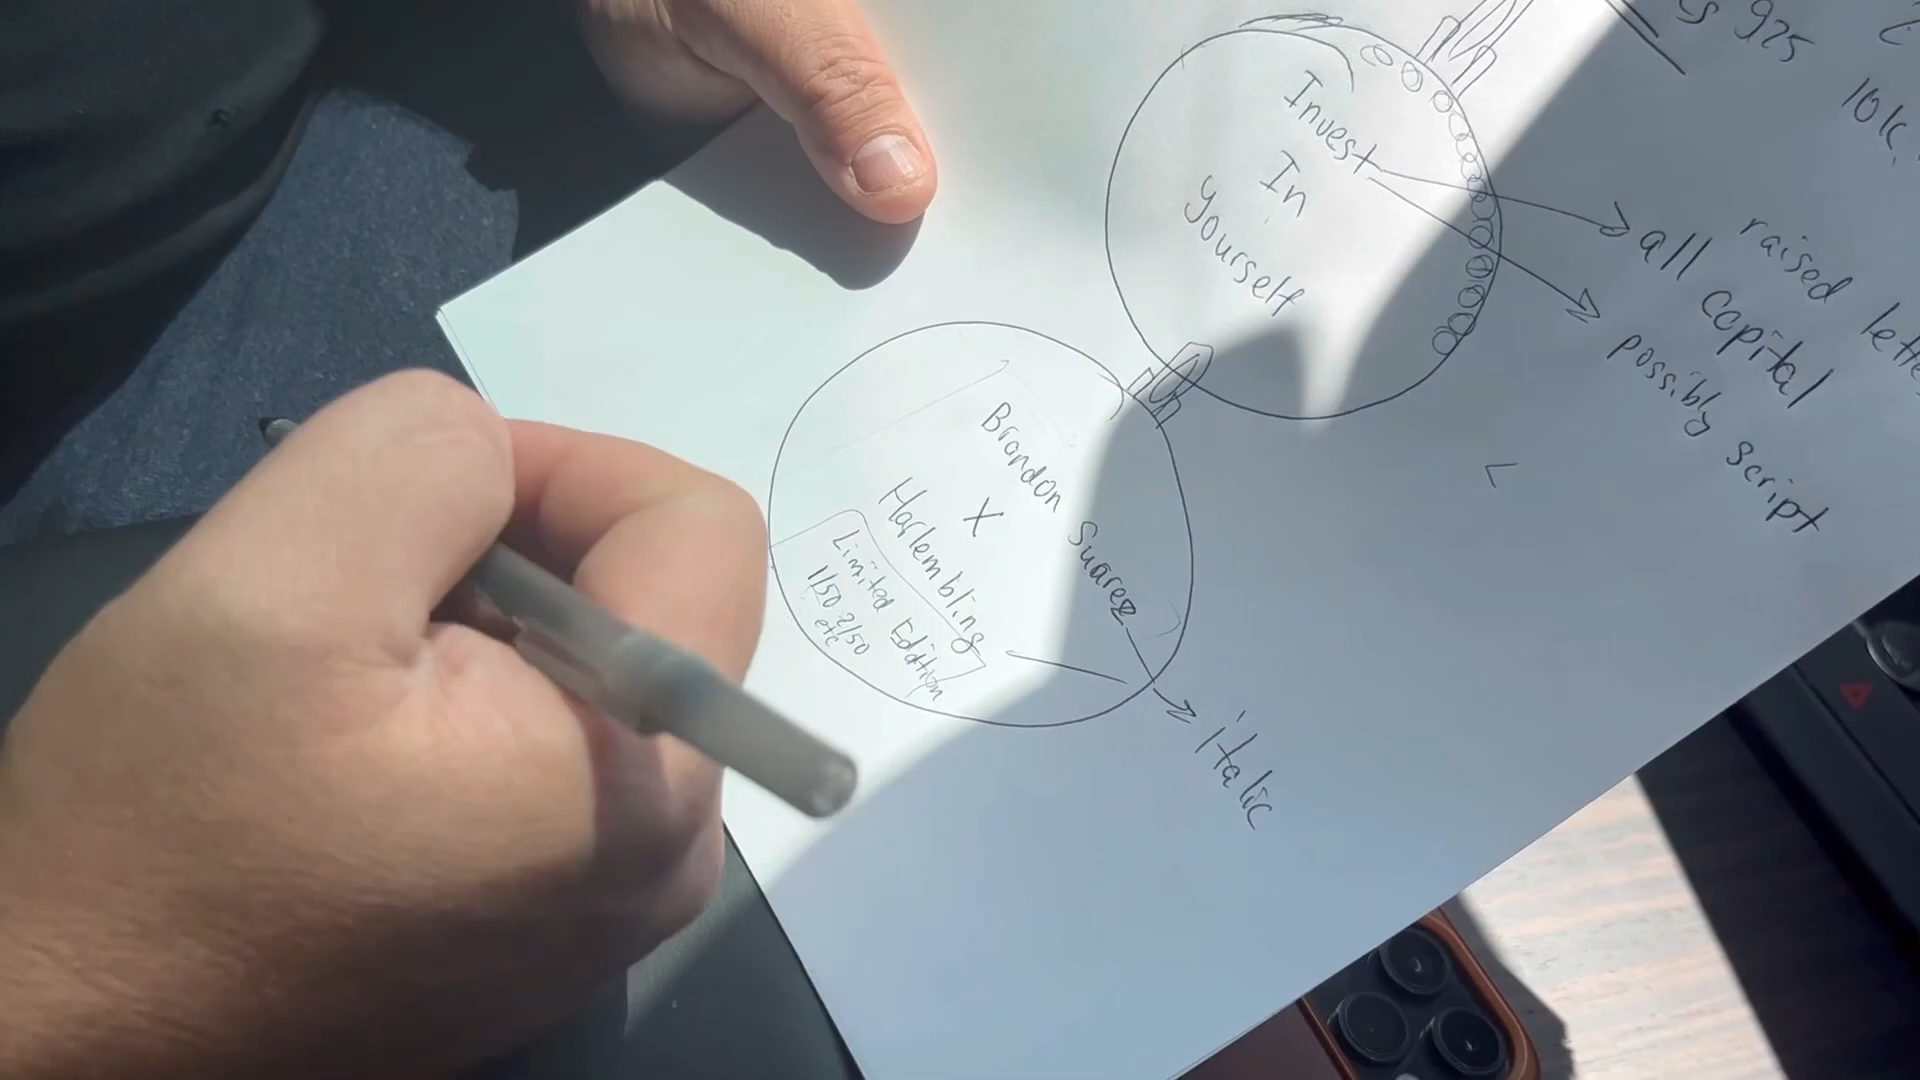 925
10k
Invest
In
yourself
raised
all capital
possibly script
Brandon Suarez
X
Harlembling
Limited Edition
1/50 2/50
etc
italic